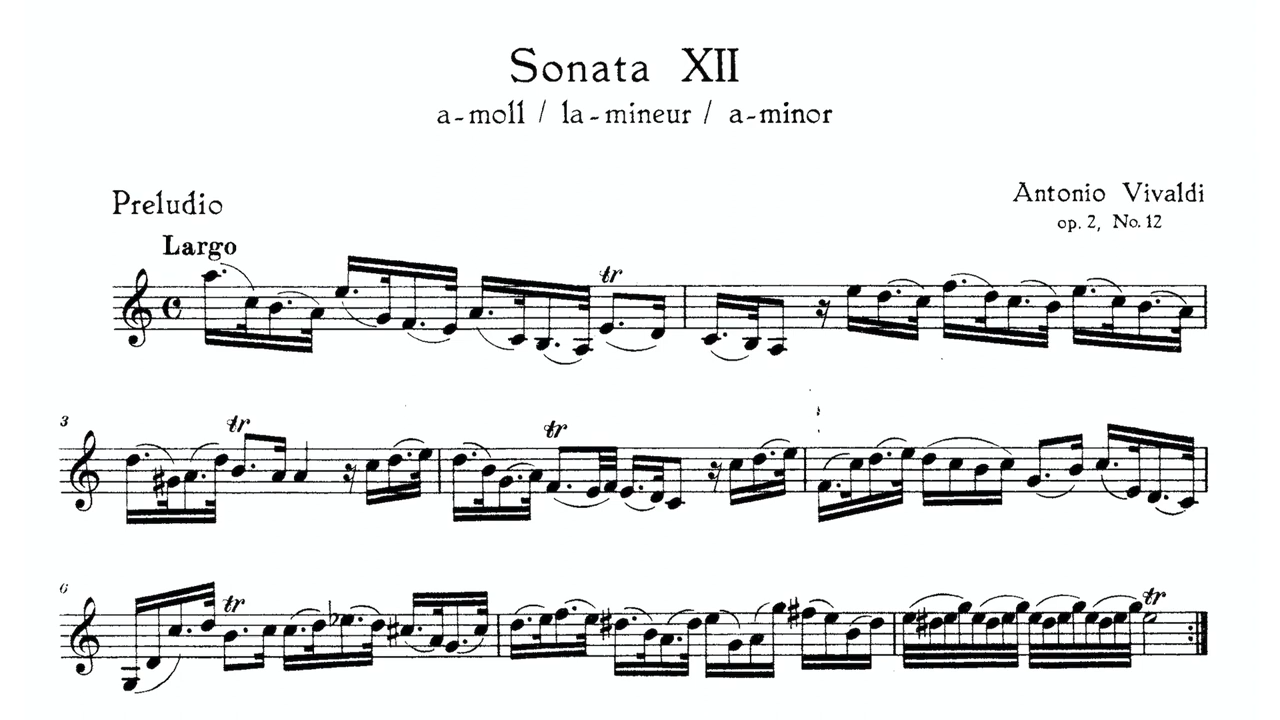 Sonata XII
a-moll / la-mineur / a-minor
Preludio
Antonio Vivaldi
op. 2, No. 12
Largo
tr
3
tr
tr
6
tr
tr